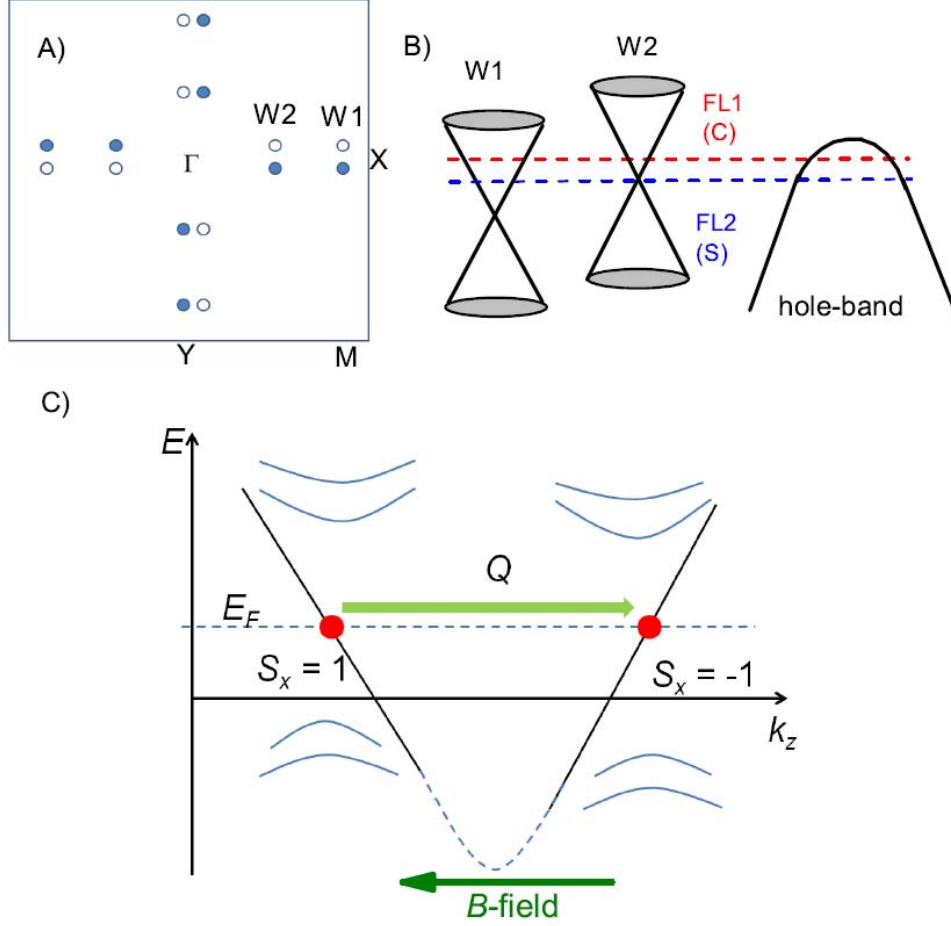 A)
W2
W1
Γ
X
Y
M
B)
W1
W2
FL1
(C)
FL2
(S)
hole-band
C)
E
Q
E_F
S_x = 1
S_x = -1
k_z
B-field